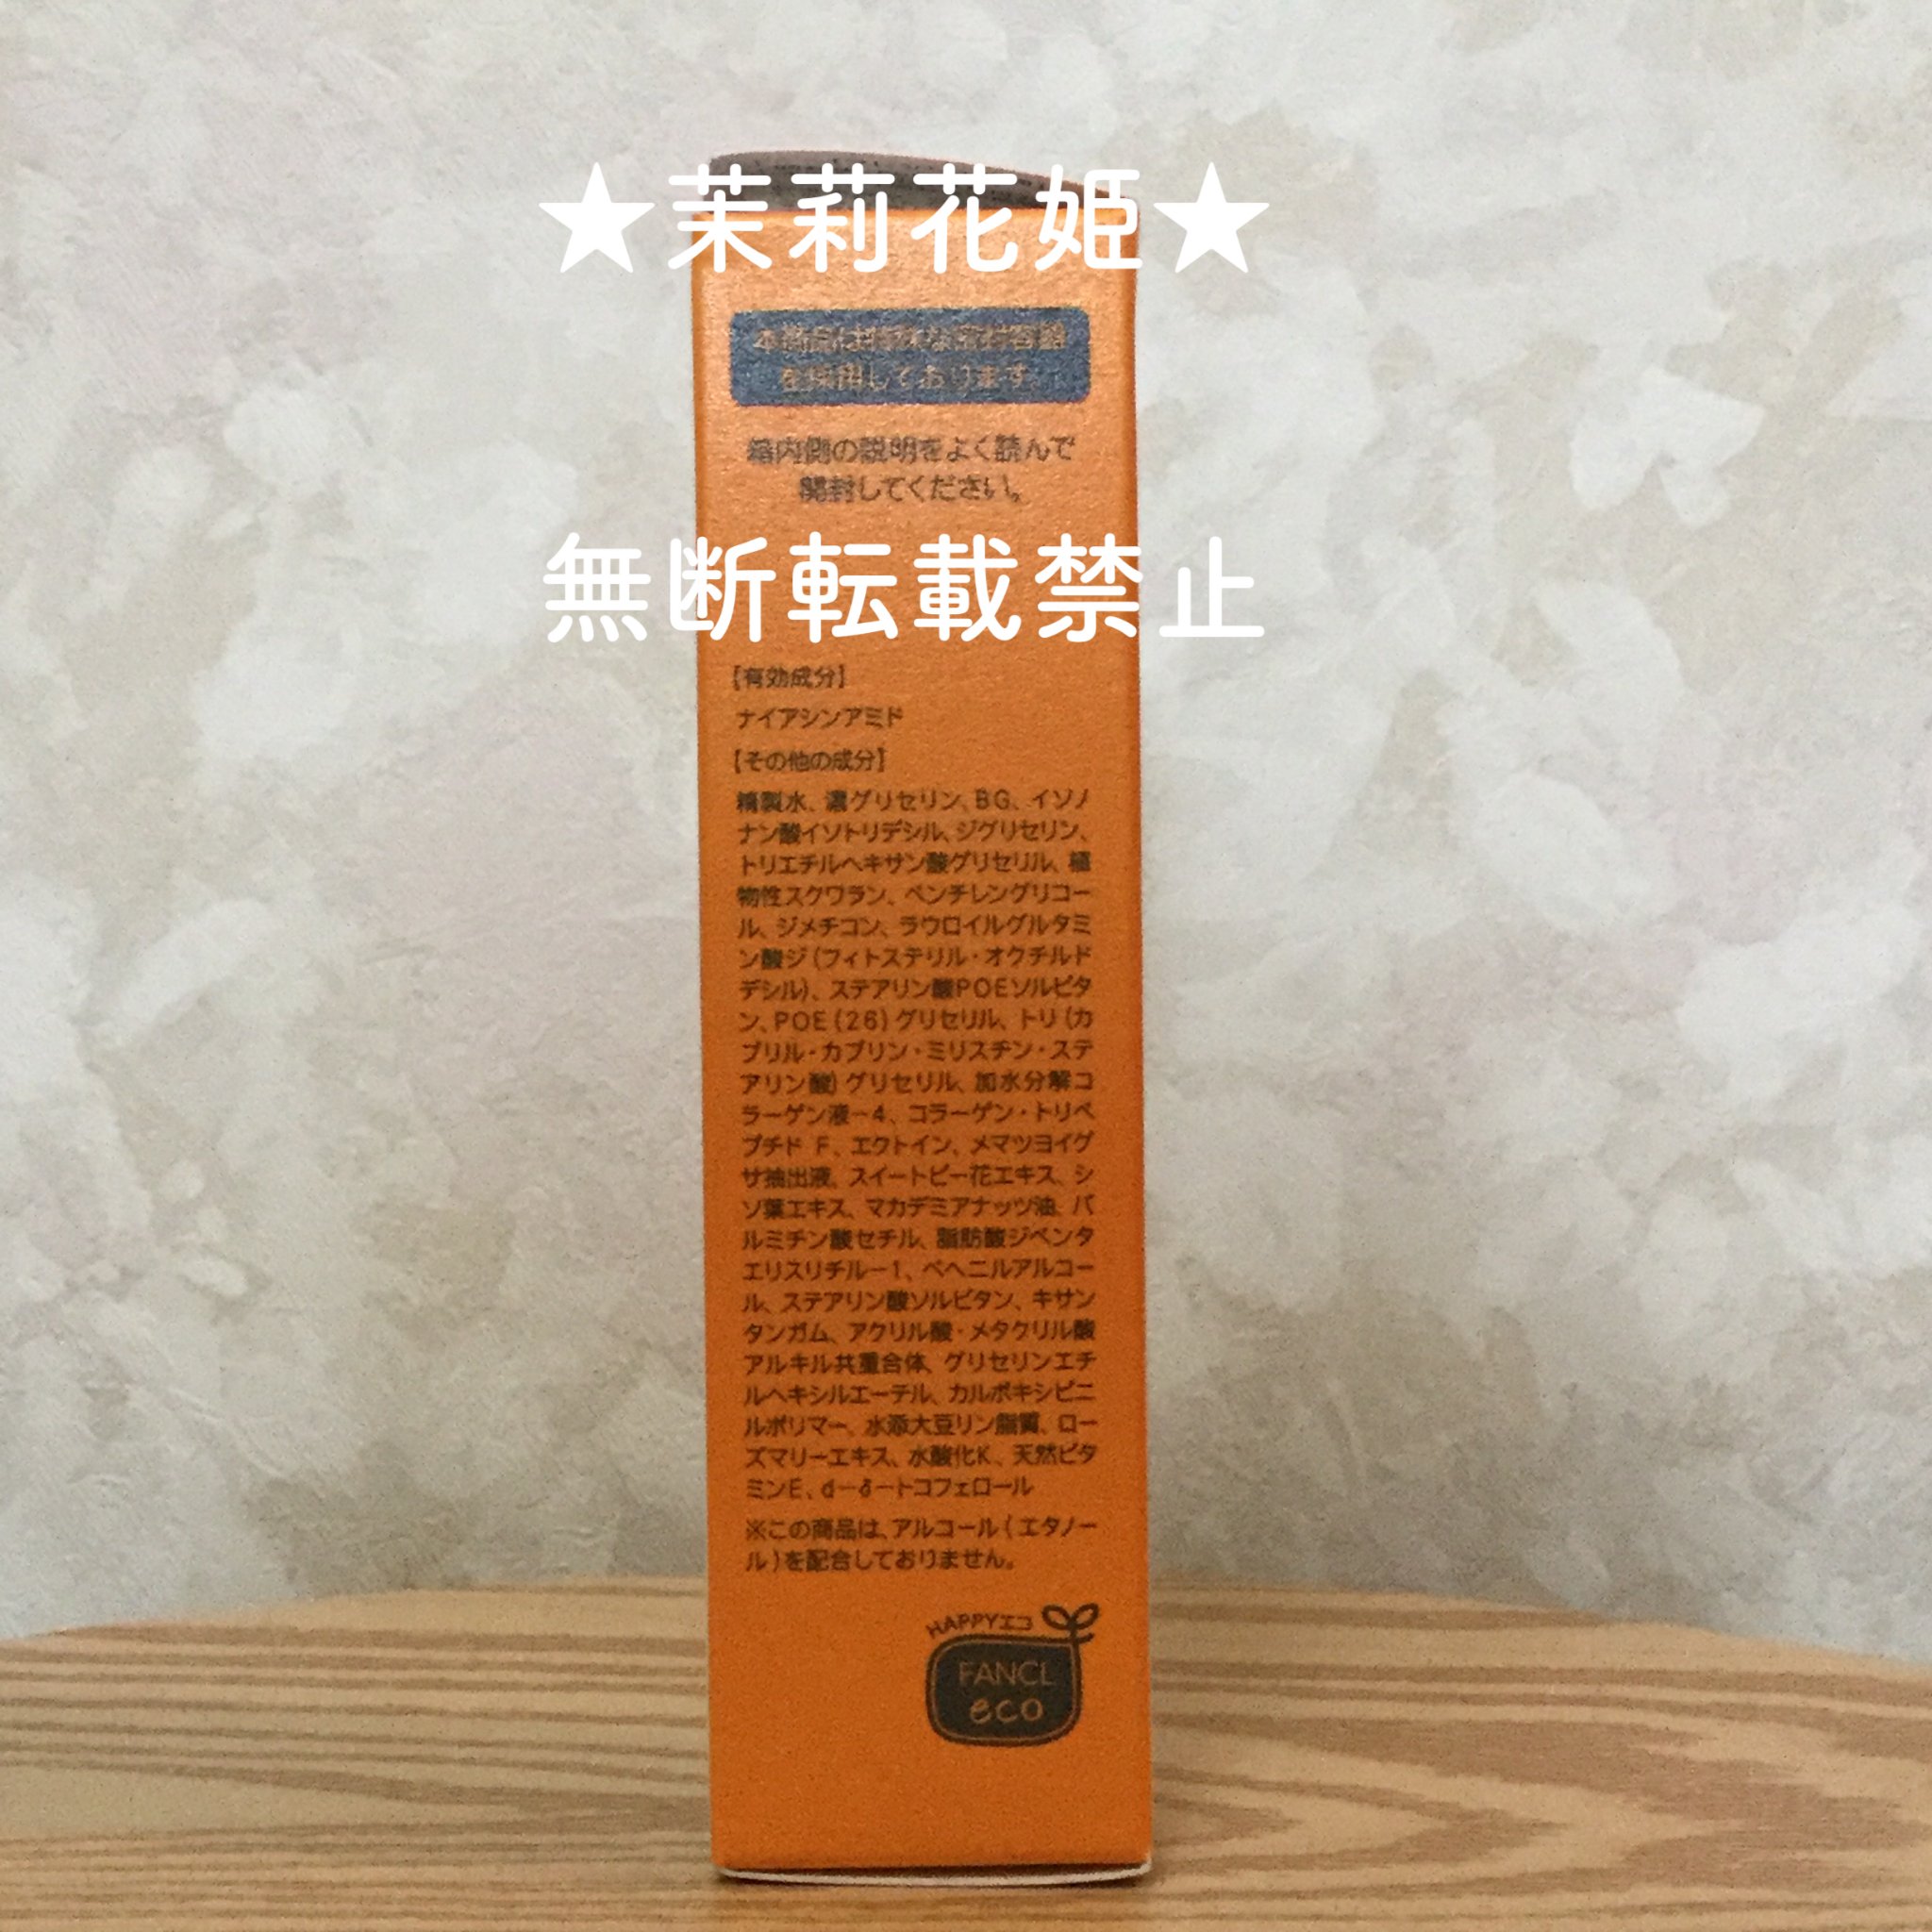 ★茉莉花姫★
本製品は特殊な密封容器
を採用しております。
箱内側の説明をよく読んで
開封してください。
無断転載禁止
【有効成分】
ナイアシンアミド
【その他の成分】
精製水、濃グリセリン、BG、イソノ
ナン酸イソトリデシル、ジグリセリン、
トリエチルヘキサン酸グリセリル、植
物性スクワラン、ペンチレングリコー
ル、ジメチコン、ラウロイルグルタミ
ン酸ジ(フィトステリル・オクチルド
デシル)、ステアリン酸POEソルビタ
ン、POE(26)グリセリル、トリ(カ
プリル・カプリン・ミリスチン・ステ
アリン酸)グリセリル、加水分解コ
ラーゲン液－4、コラーゲン・トリペ
プチド F、エクトイン、メマツヨイグ
サ抽出液、スイートピー花エキス、シ
ソ葉エキス、マカデミアナッツ油、パ
ルミチン酸セチル、脂肪酸ジペンタ
エリスリチル－1、ベヘニルアルコー
ル、ステアリン酸ソルビタン、キサン
タンガム、アクリル酸・メタクリル酸
アルキル共重合体、グリセリンエチ
ルヘキシルエーテル、カルボキシビニ
ルポリマー、水添大豆リン脂質、ロー
ズマリーエキス、水酸化K、天然ビタ
ミンE、d－δ－トコフェロール
※この商品は、アルコール(エタノー
ル)を配合しておりません。
HAPPYエコ
FANCL
eco